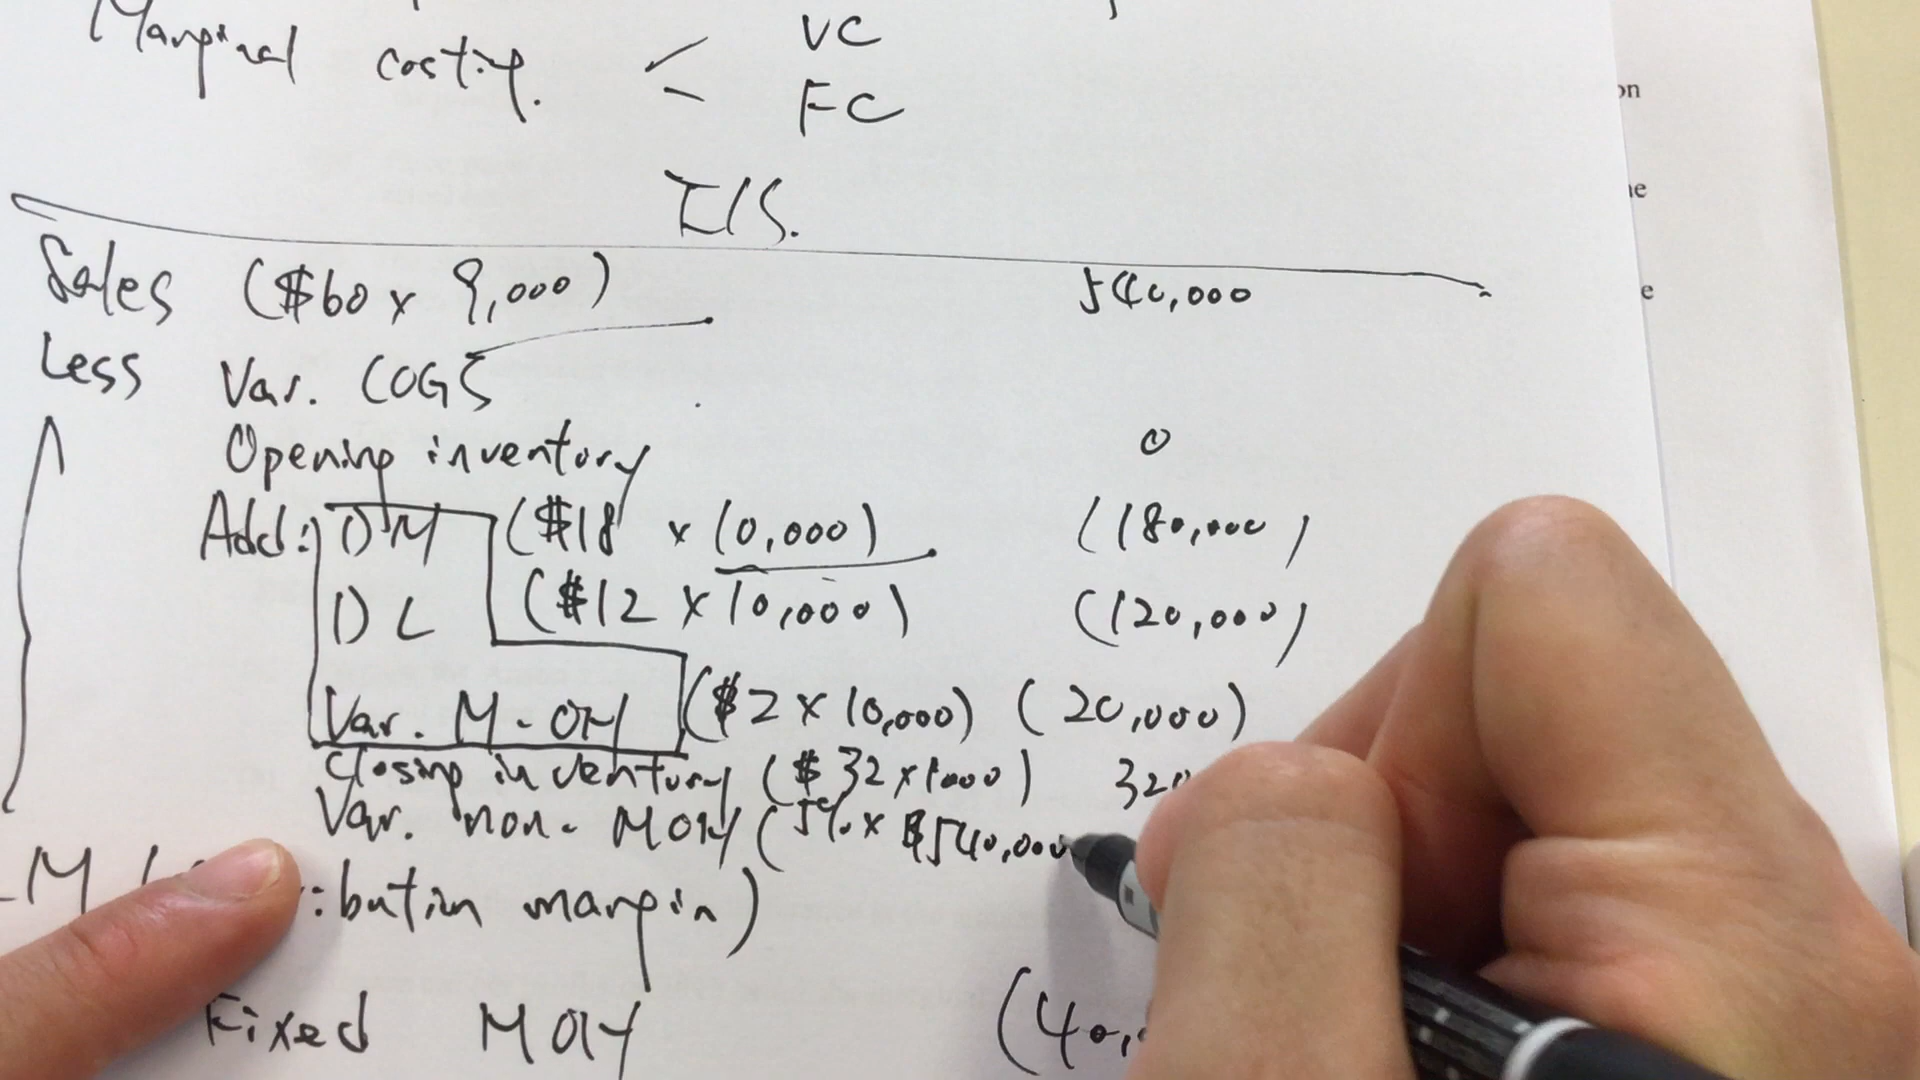 Marginal costing. VC
FC
I/S.
Sales ($60 x 9,000) 540,000
Less Var. COGS
Opening inventory 0
Add: DM ($18 x 10,000) (180,000)
DL ($12 x 10,000) (120,000)
Var. M-OH ($2 x 10,000) (20,000)
Closing inventory ($32 x 1000)
Var. non-MOH (5% x $540,000
margin)
Fixed MOH (40,
on
e